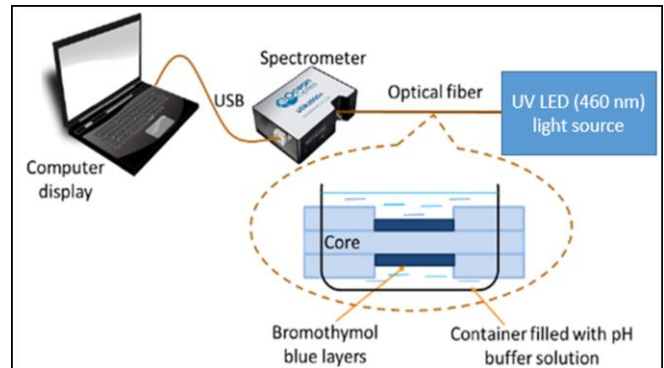 Spectrometer
Optical fiber
UV LED (460 nm)
light source
USB
Computer
display
Core
Bromothymol
blue layers
Container filled with pH
buffer solution